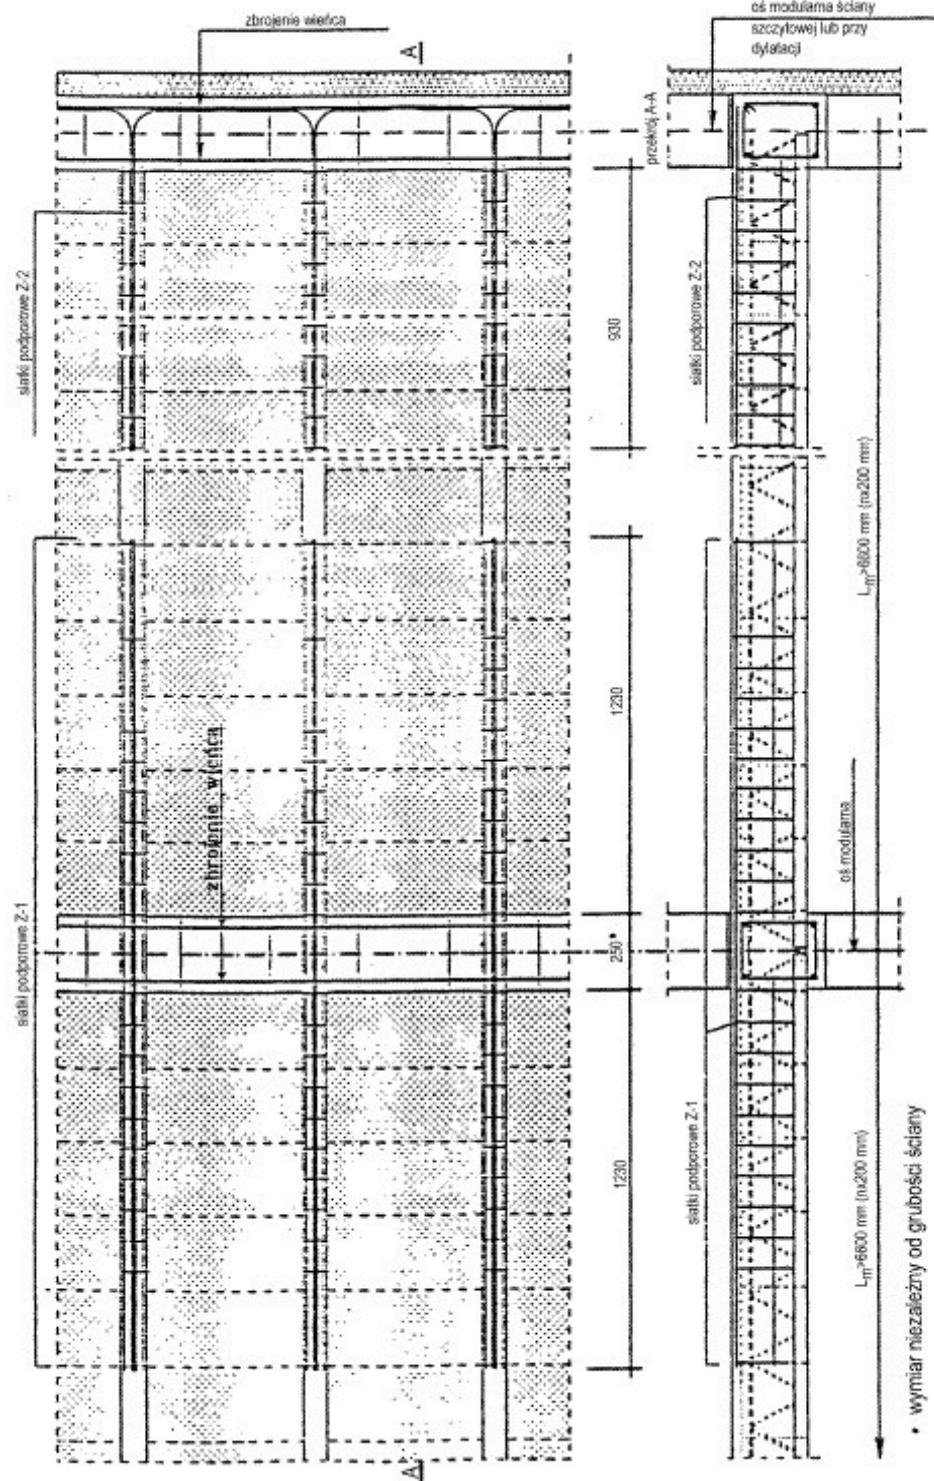 zbrojenie wieńca
oś modularna ściany
szczytowej lub przy
dylatacji
A
przekrój A-A
siatki podporowe Z-2
930
siatki podporowe Z-2
L_m>6600 mm (nx200 mm)
1230
zbrojenie wieńca
oś modularna
siatki podporowe Z-1
250*
1230
siatki podporowe Z-1
L_m>6600 mm (nx200 mm)
A
• wymiar niezależny od grubości ściany